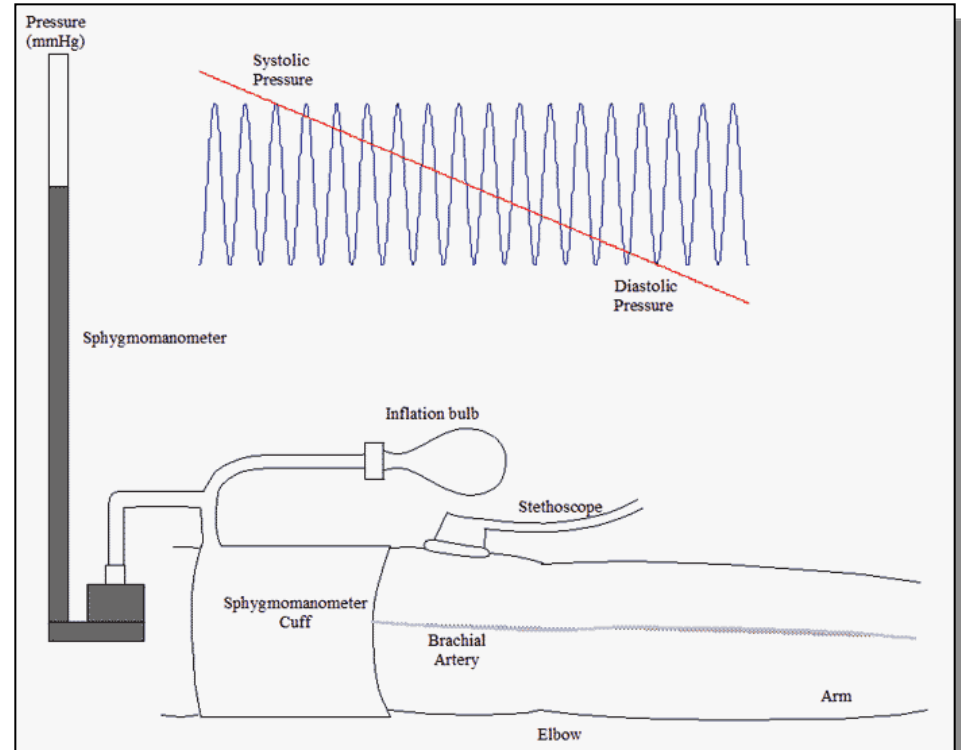 Pressure
(mmHg)
Systolic
Pressure
Diastolic
Pressure
Sphygmomanometer
Inflation bulb
Stethoscope
Sphygmomanometer
Cuff
Brachial
Artery
Arm
Elbow